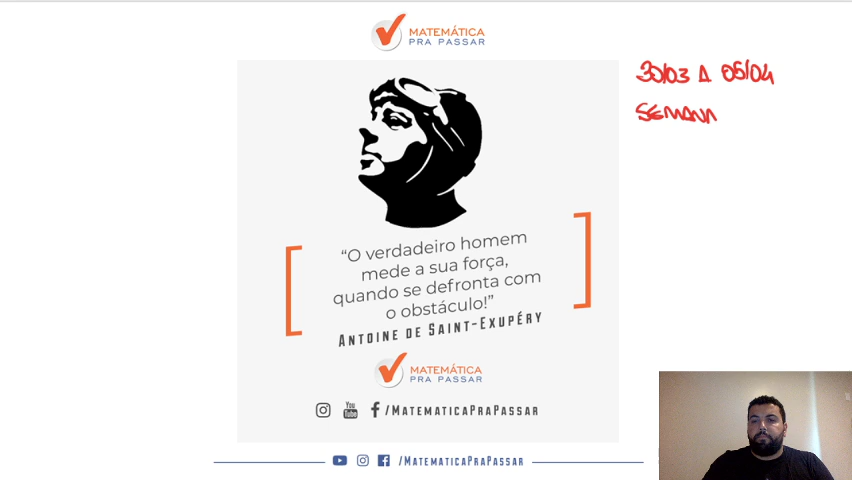 MATEMÁTICA
PRA PASSAR
30/03 A 05/04
SEMANA
“O verdadeiro homem
mede a sua força,
quando se defronta com
o obstáculo!”
ANTOINE DE SAINT-EXUPÉRY
MATEMÁTICA
PRA PASSAR
You Tube /MATEMATICAPRAPASSAR
/MATEMATICAPRAPASSAR